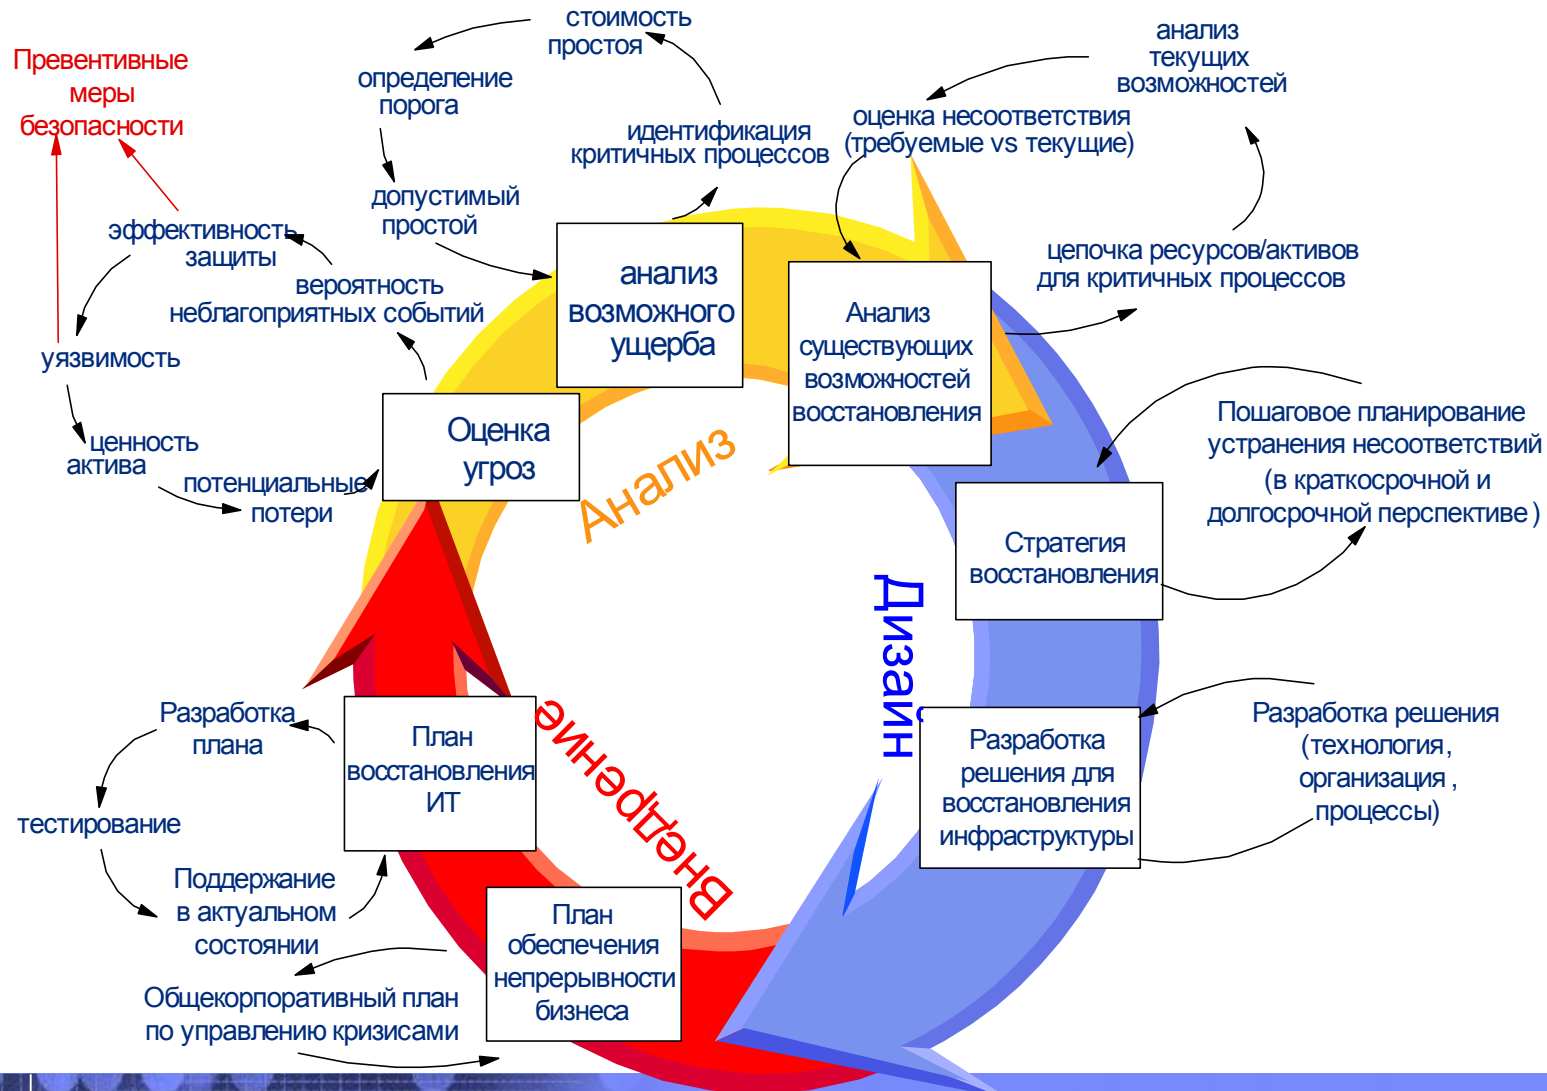 стоимость
простоя
Превентивные
меры
безопасности
определение
порога
идентификация
критичных процессов
допустимый
простой
анализ
текущих
возможностей
оценка несоответствия
(требуемые vs текущие)
цепочка ресурсов/активов
для критичных процессов
эффективность
защиты
вероятность
неблагоприятных событий
уязвимость
ценность
актива
потенциальные
потери
анализ
возможного
ущерба
Анализ
существующих
возможностей
восстановления
Оценка
угроз
Анализ
Пошаговое планирование
устранения несоответствий
(в краткосрочной и
долгосрочной перспективе)
Стратегия
восстановления
Дизайн
Разработка
решения для
восстановления
инфраструктуры
Разработка решения
(технология,
организация,
процессы)
Внедрение
План
восстановления
ИТ
Разработка
плана
тестирование
Поддержание
в актуальном
состоянии
План
обеспечения
непрерывности
бизнеса
Общекорпоративный план
по управлению кризисами